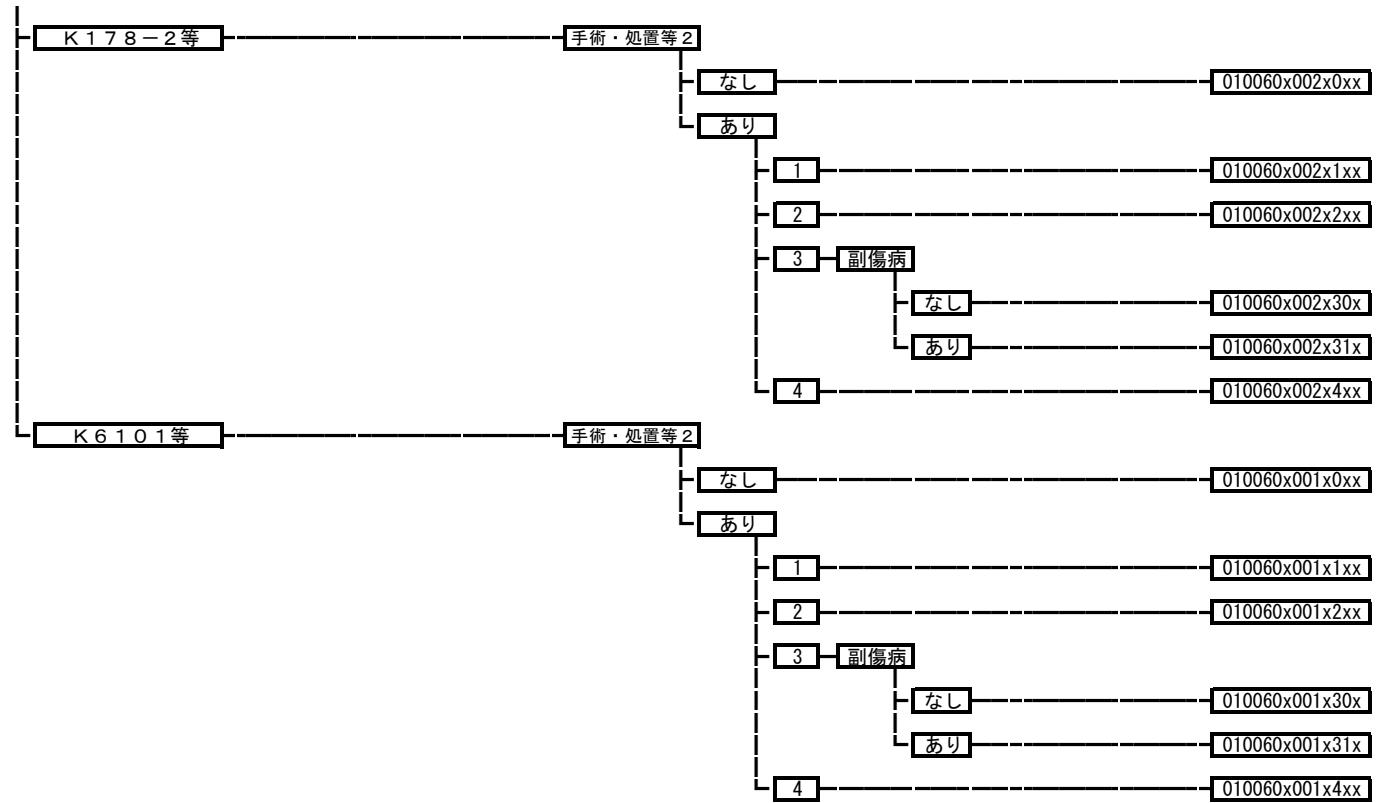 K178-2等 手術・処置等2
なし 010060x002x0xx
あり
1 010060x002x1xx
2 010060x002x2xx
3 副傷病
なし 010060x002x30x
あり 010060x002x31x
4 010060x002x4xx
K6101等 手術・処置等2
なし 010060x001x0xx
あり
1 010060x001x1xx
2 010060x001x2xx
3 副傷病
なし 010060x001x30x
あり 010060x001x31x
4 010060x001x4xx